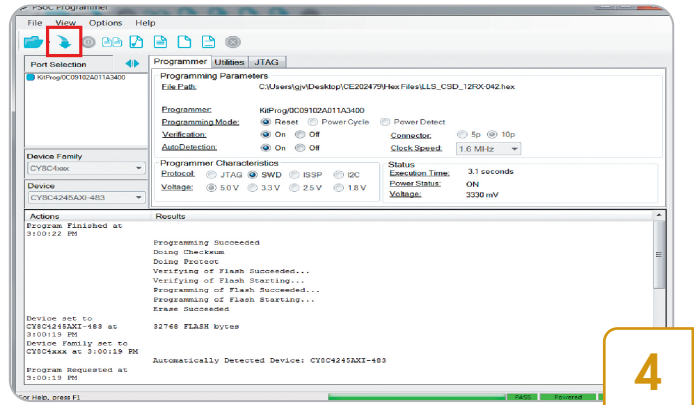 PSoC Programmer
File View Options Help
Port Selection
KitProg/0C09102A011A3400
Device Family
CY8C4xxx
Device
CY8C4245AXI-483
Programmer Utilities JTAG
Programming Parameters
File Path: C:\Users\gjv\Desktop\CE202479\Hex Files\LLS_CSD_12RX-042.hex
Programmer: KitProg/0C09102A011A3400
Programming Mode: Reset Power Cycle Power Detect
Verification: On Off Connector: 5p 10p
AutoDetection: On Off Clock Speed: 1.6 MHz
Programmer Characteristics
Protocol: JTAG SWD ISSP I2C
Voltage: 5.0 V 3.3 V 2.5 V 1.8 V
Status
Execution Time: 3.1 seconds
Power Status: ON
Voltage: 3330 mV
Actions Results
Program Finished at
3:00:22 PM
Programming Succeeded
Doing Checksum
Doing Protect
Verifying of Flash Succeeded...
Verifying of Flash Starting...
Programming of Flash Succeeded...
Programming of Flash Starting...
Erase Succeeded
Device set to
CY8C4245AXI-483 at 32768 FLASH bytes
3:00:19 PM
Device Family set to
CY8C4xxx at 3:00:19 PM
Automatically Detected Device: CY8C4245AXI-483
Program Requested at
3:00:19 PM
For Help, press F1
PASS Powered
4